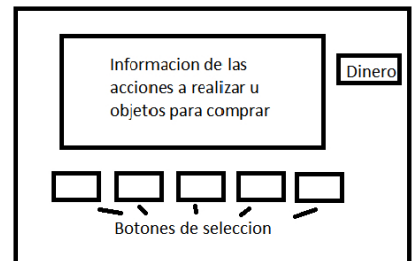 Informacion de las
acciones a realizar u
objetos para comprar
Dinero
Botones de seleccion